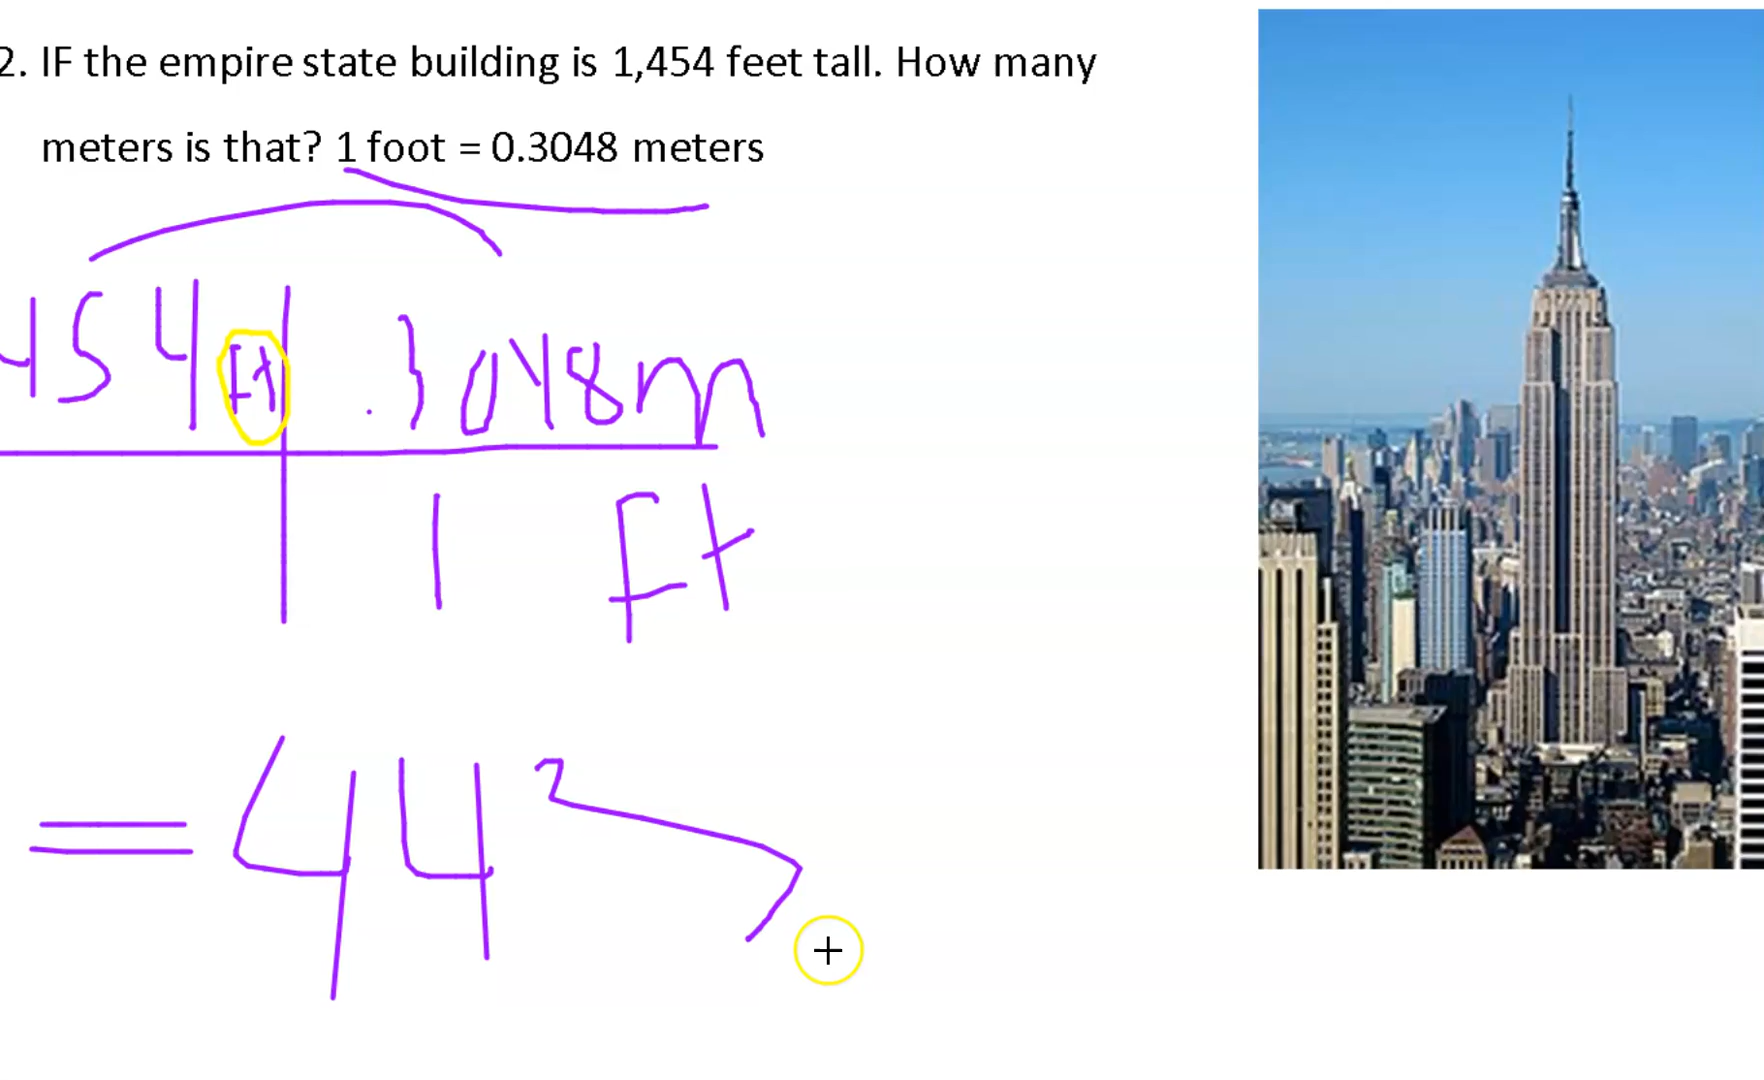 2. IF the empire state building is 1,454 feet tall. How many
meters is that? 1 foot = 0.3048 meters
454 Ft .3048m
1 Ft
= 44